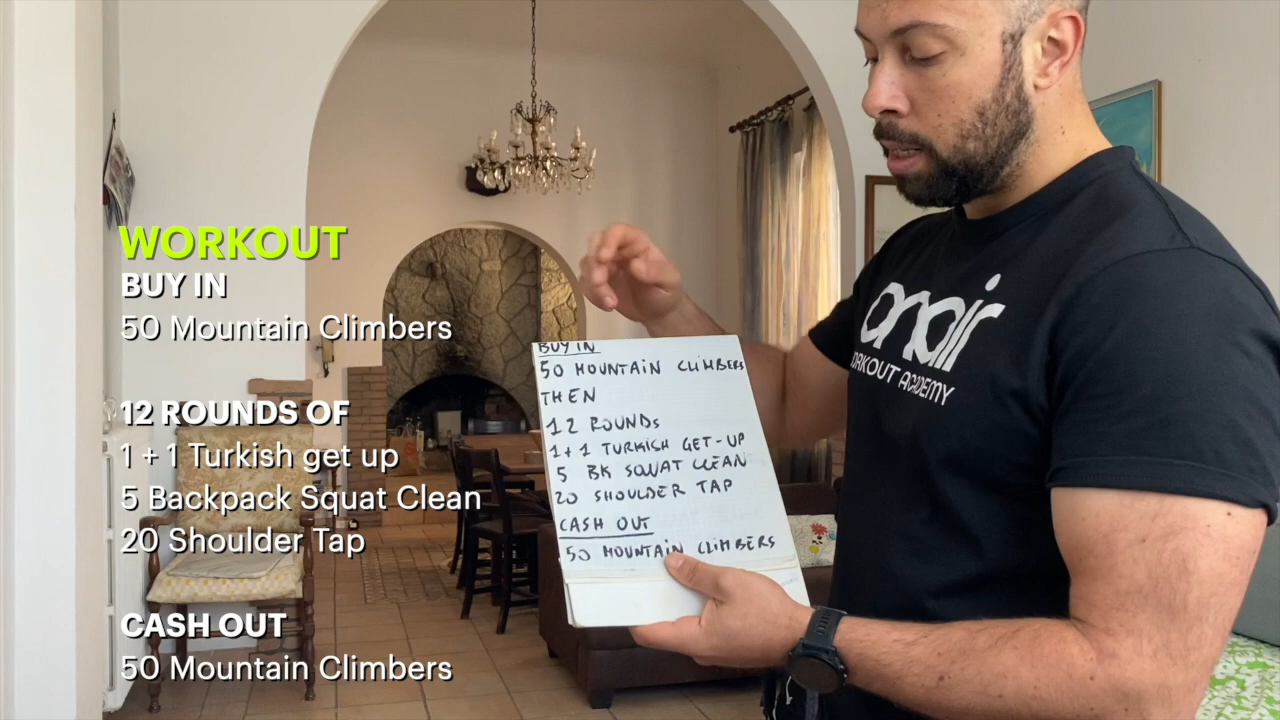 WORKOUT
BUY IN
50 Mountain Climbers
12 ROUNDS OF
1 + 1 Turkish get up
5 Backpack Squat Clean
20 Shoulder Tap
CASH OUT
50 Mountain Climbers
BUY IN
50 MOUNTAIN CLIMBERS
THEN
12 ROUNDS
1+1 TURKISH GET-UP
5 BK SQUAT CLEAN
20 SHOULDER TAP
CASH OUT
50 MOUNTAIN CLIMBERS
onair
WORKOUT ACADEMY